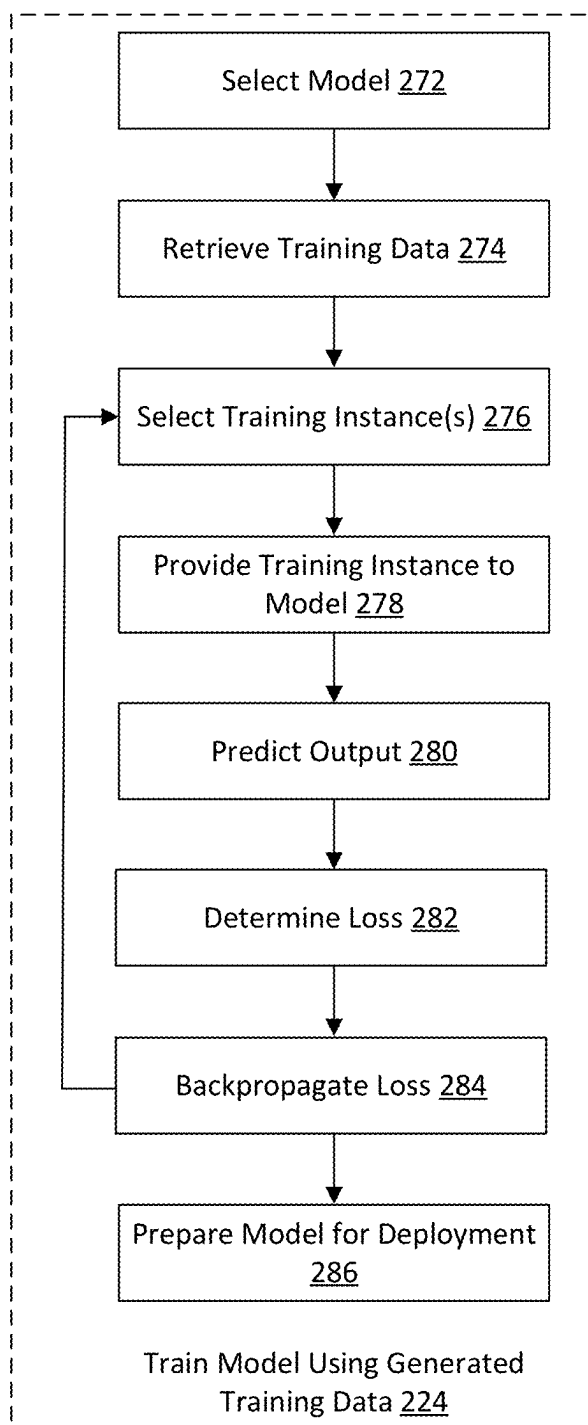 Select Model 272
Retrieve Training Data 274
Select Training Instance(s) 276
Provide Training Instance to
Model 278
Predict Output 280
Determine Loss 282
Backpropagate Loss 284
Prepare Model for Deployment
286
Train Model Using Generated
Training Data 224